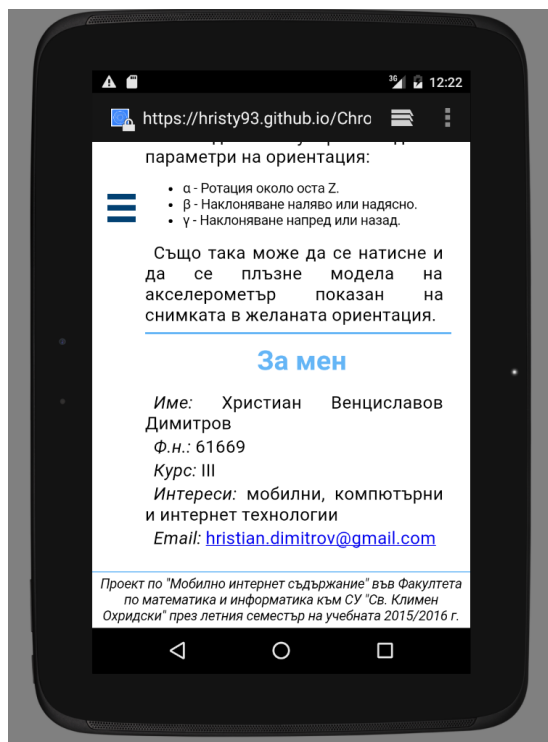 3G
12:22
https://hristy93.github.io/Chro
параметри на ориентация:
• α - Ротация около оста Z.
• β - Наклоняване наляво или надясно.
• γ - Наклоняване напред или назад.
Също така може да се натисне и
да се плъзне модела на
акселерометър показан на
снимката в желаната ориентация.
За мен
Име: Християн Венциславов
Димитров
Ф.н.: 61669
Курс: III
Интереси: мобилни, компютърни
и интернет технологии
Email: hristian.dimitrov@gmail.com
Проект по "Мобилно интернет съдържание" във Факултета
по математика и информатика към СУ "Св. Климен
Охридски" през летния семестър на учебната 2015/2016 г.